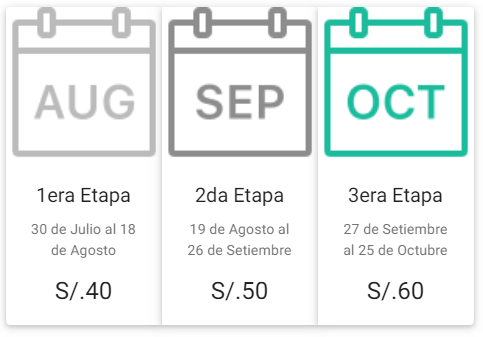 AUG
1era Etapa
30 de Julio al 18
de Agosto
S/.40
SEP
2da Etapa
19 de Agosto al
26 de Setiembre
S/.50
OCT
3era Etapa
27 de Setiembre
al 25 de Octubre
S/.60